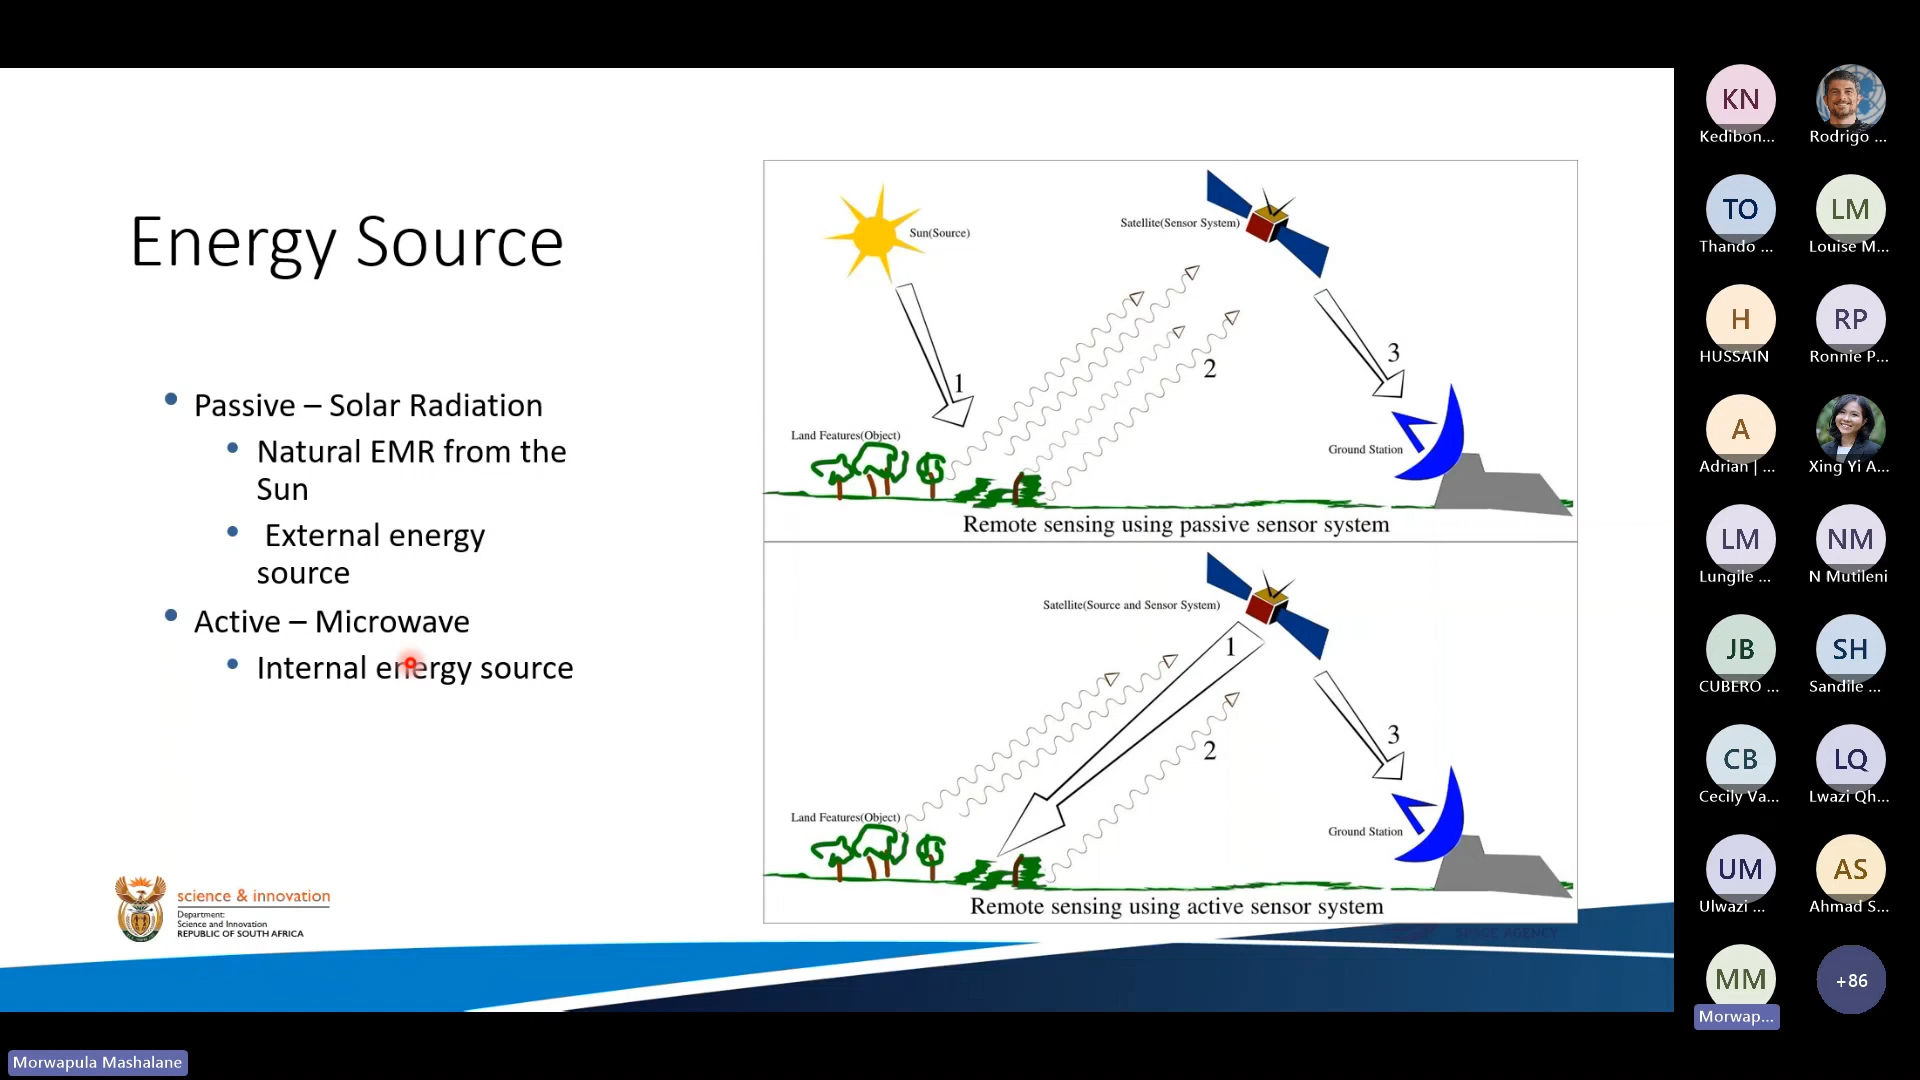 Energy Source
Passive – Solar Radiation
Natural EMR from the
Sun
External energy
source
Active – Microwave
Internal energy source
Sun(Source)
Satellite(Sensor System)
1
2
3
Land Features(Object)
Ground Station
Remote sensing using passive sensor system
Satellite(Source and Sensor System)
1
2
3
Land Features(Object)
Ground Station
Remote sensing using active sensor system
science & innovation
Department:
Science and Innovation
REPUBLIC OF SOUTH AFRICA
SPACE AGENCY
KN
Kedibon...
Rodrigo ...
TO
Thando ...
LM
Louise M...
H
HUSSAIN
RP
Ronnie P...
A
Adrian | ...
Xing Yi A...
LM
Lungile ...
NM
N Mutileni
JB
CUBERO ...
SH
Sandile ...
CB
Cecily Va...
LQ
Lwazi Qh...
UM
Ulwazi ...
AS
Ahmad S...
MM
Morwap...
+86
Morwapula Mashalane